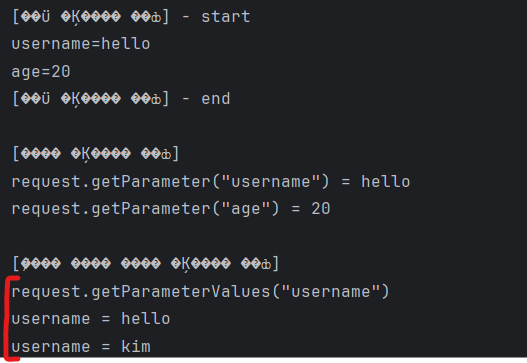 [��ü �Ķ���� ��ȸ] - start
username=hello
age=20
[��ü �Ķ���� ��ȸ] - end
[���� �Ķ���� ��ȸ]
request.getParameter("username") = hello
request.getParameter("age") = 20
[�̸��� ���� ���� �Ķ���� ��ȸ]
request.getParameterValues("username")
username = hello
username = kim